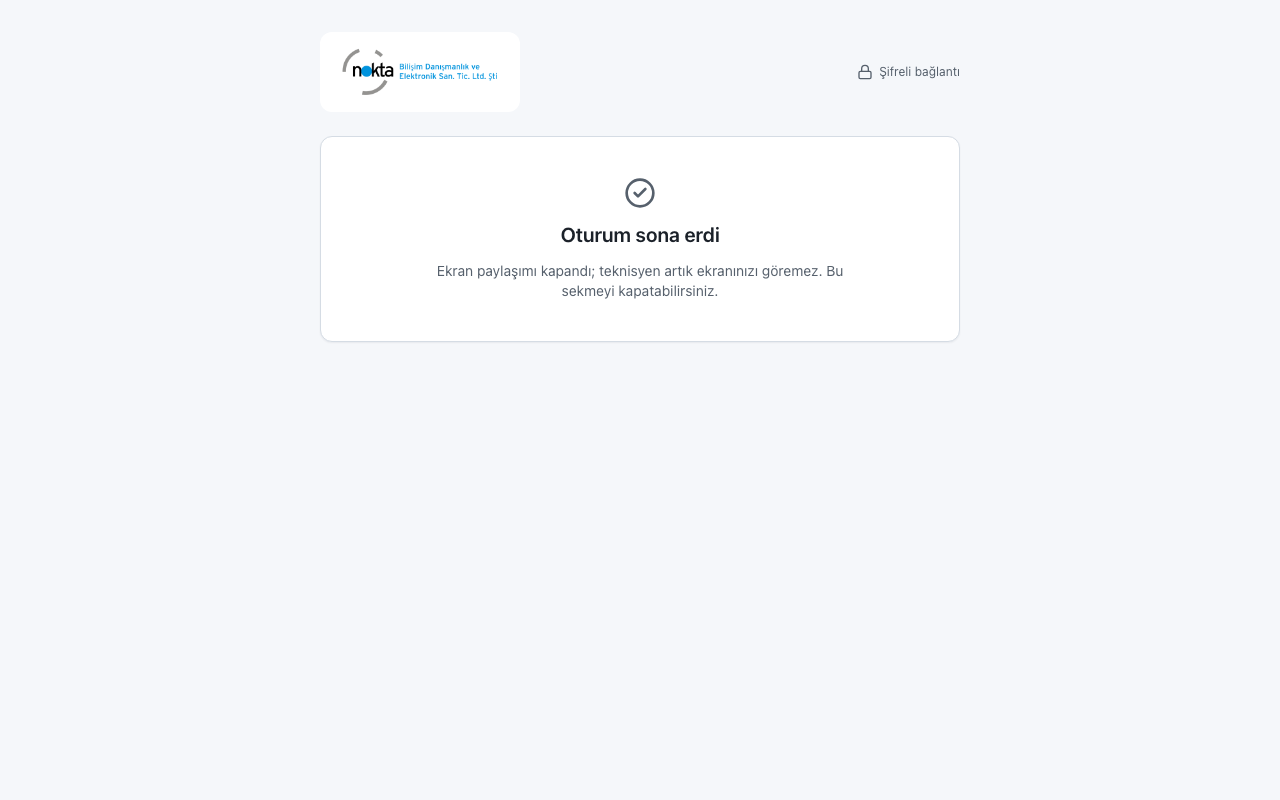 nokta
Bilişim Danışmanlık ve
Elektronik San. Tic. Ltd. Şti
Şifreli bağlantı
Oturum sona erdi
Ekran paylaşımı kapandı; teknisyen artık ekranınızı göremez. Bu
sekmeyi kapatabilirsiniz.